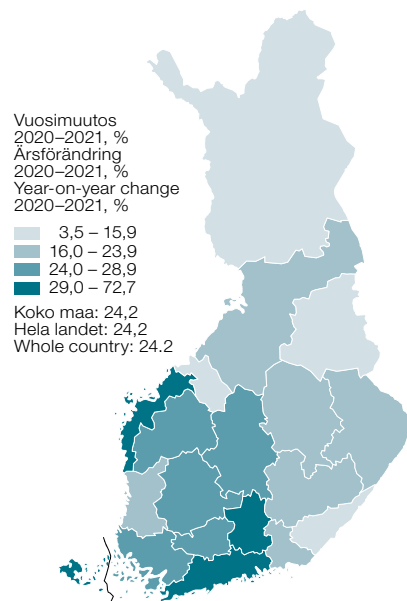 Vuosimuutos
2020–2021, %
Ärsförändring
2020–2021, %
Year-on-year change
2020–2021, %
3,5 – 15,9
16,0 – 23,9
24,0 – 28,9
29,0 – 72,7
Koko maa: 24,2
Hela landet: 24,2
Whole country: 24.2